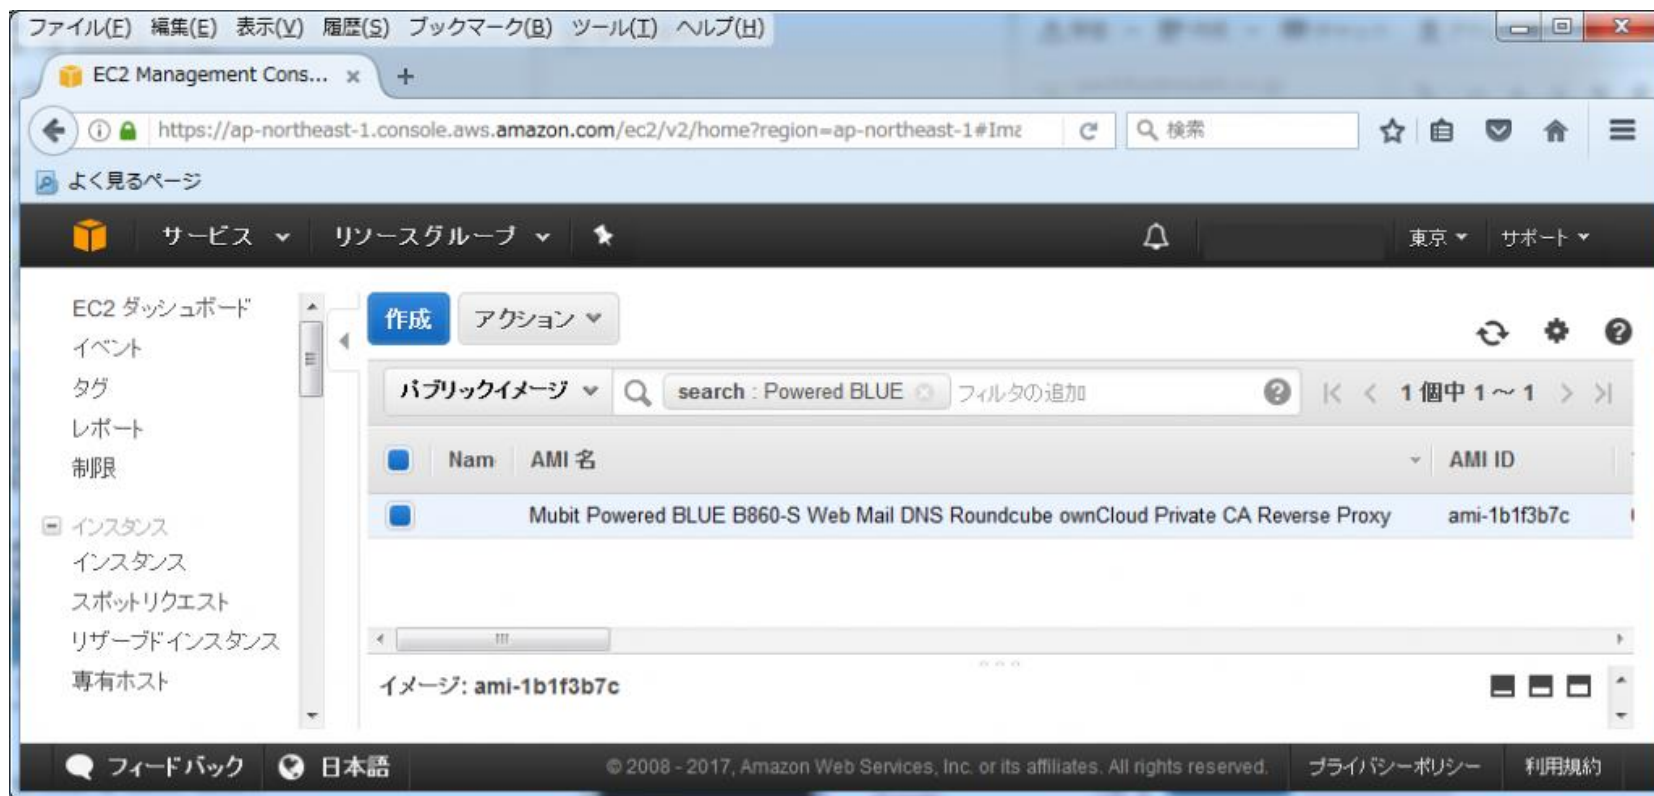 ファイル(F) 編集(E) 表示(V) 履歴(S) ブックマーク(B) ツール(T) ヘルプ(H)
EC2 Management Cons...
https://ap-northeast-1.console.aws.amazon.com/ec2/v2/home?region=ap-northeast-1#Ima
検索
よく見るページ
サービス リソースグループ 東京 サポート
EC2 ダッシュボード
イベント
タグ
レポート
制限
インスタンス
インスタンス
スポットリクエスト
リザーブドインスタンス
専有ホスト
作成 アクション
パブリックイメージ search : Powered BLUE フィルタの追加 1 個中 1 ～ 1
Nam AMI 名 AMI ID
Mubit Powered BLUE B860-S Web Mail DNS Roundcube ownCloud Private CA Reverse Proxy ami-1b1f3b7c
イメージ: ami-1b1f3b7c
フィードバック 日本語 © 2008 - 2017, Amazon Web Services, Inc. or its affiliates. All rights reserved. プライバシーポリシー 利用規約